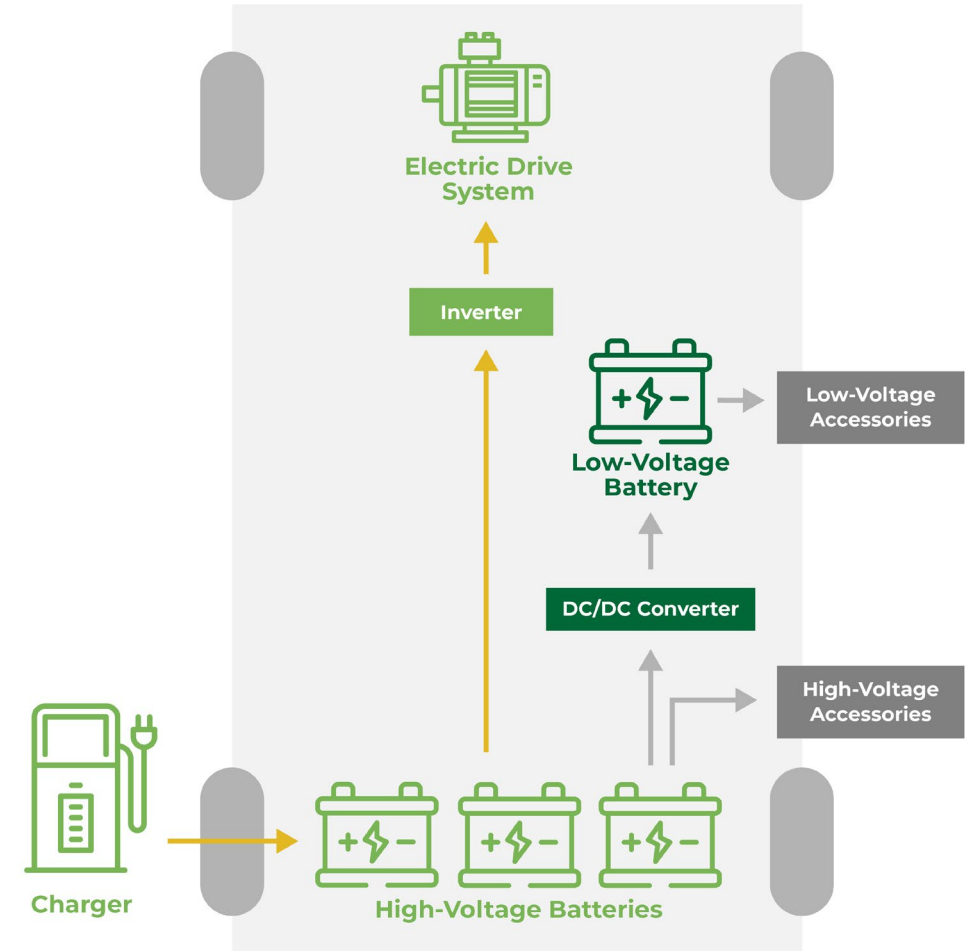 Electric Drive
System
Inverter
Low-Voltage
Accessories
Low-Voltage
Battery
DC/DC Converter
High-Voltage
Accessories
Charger
High-Voltage Batteries